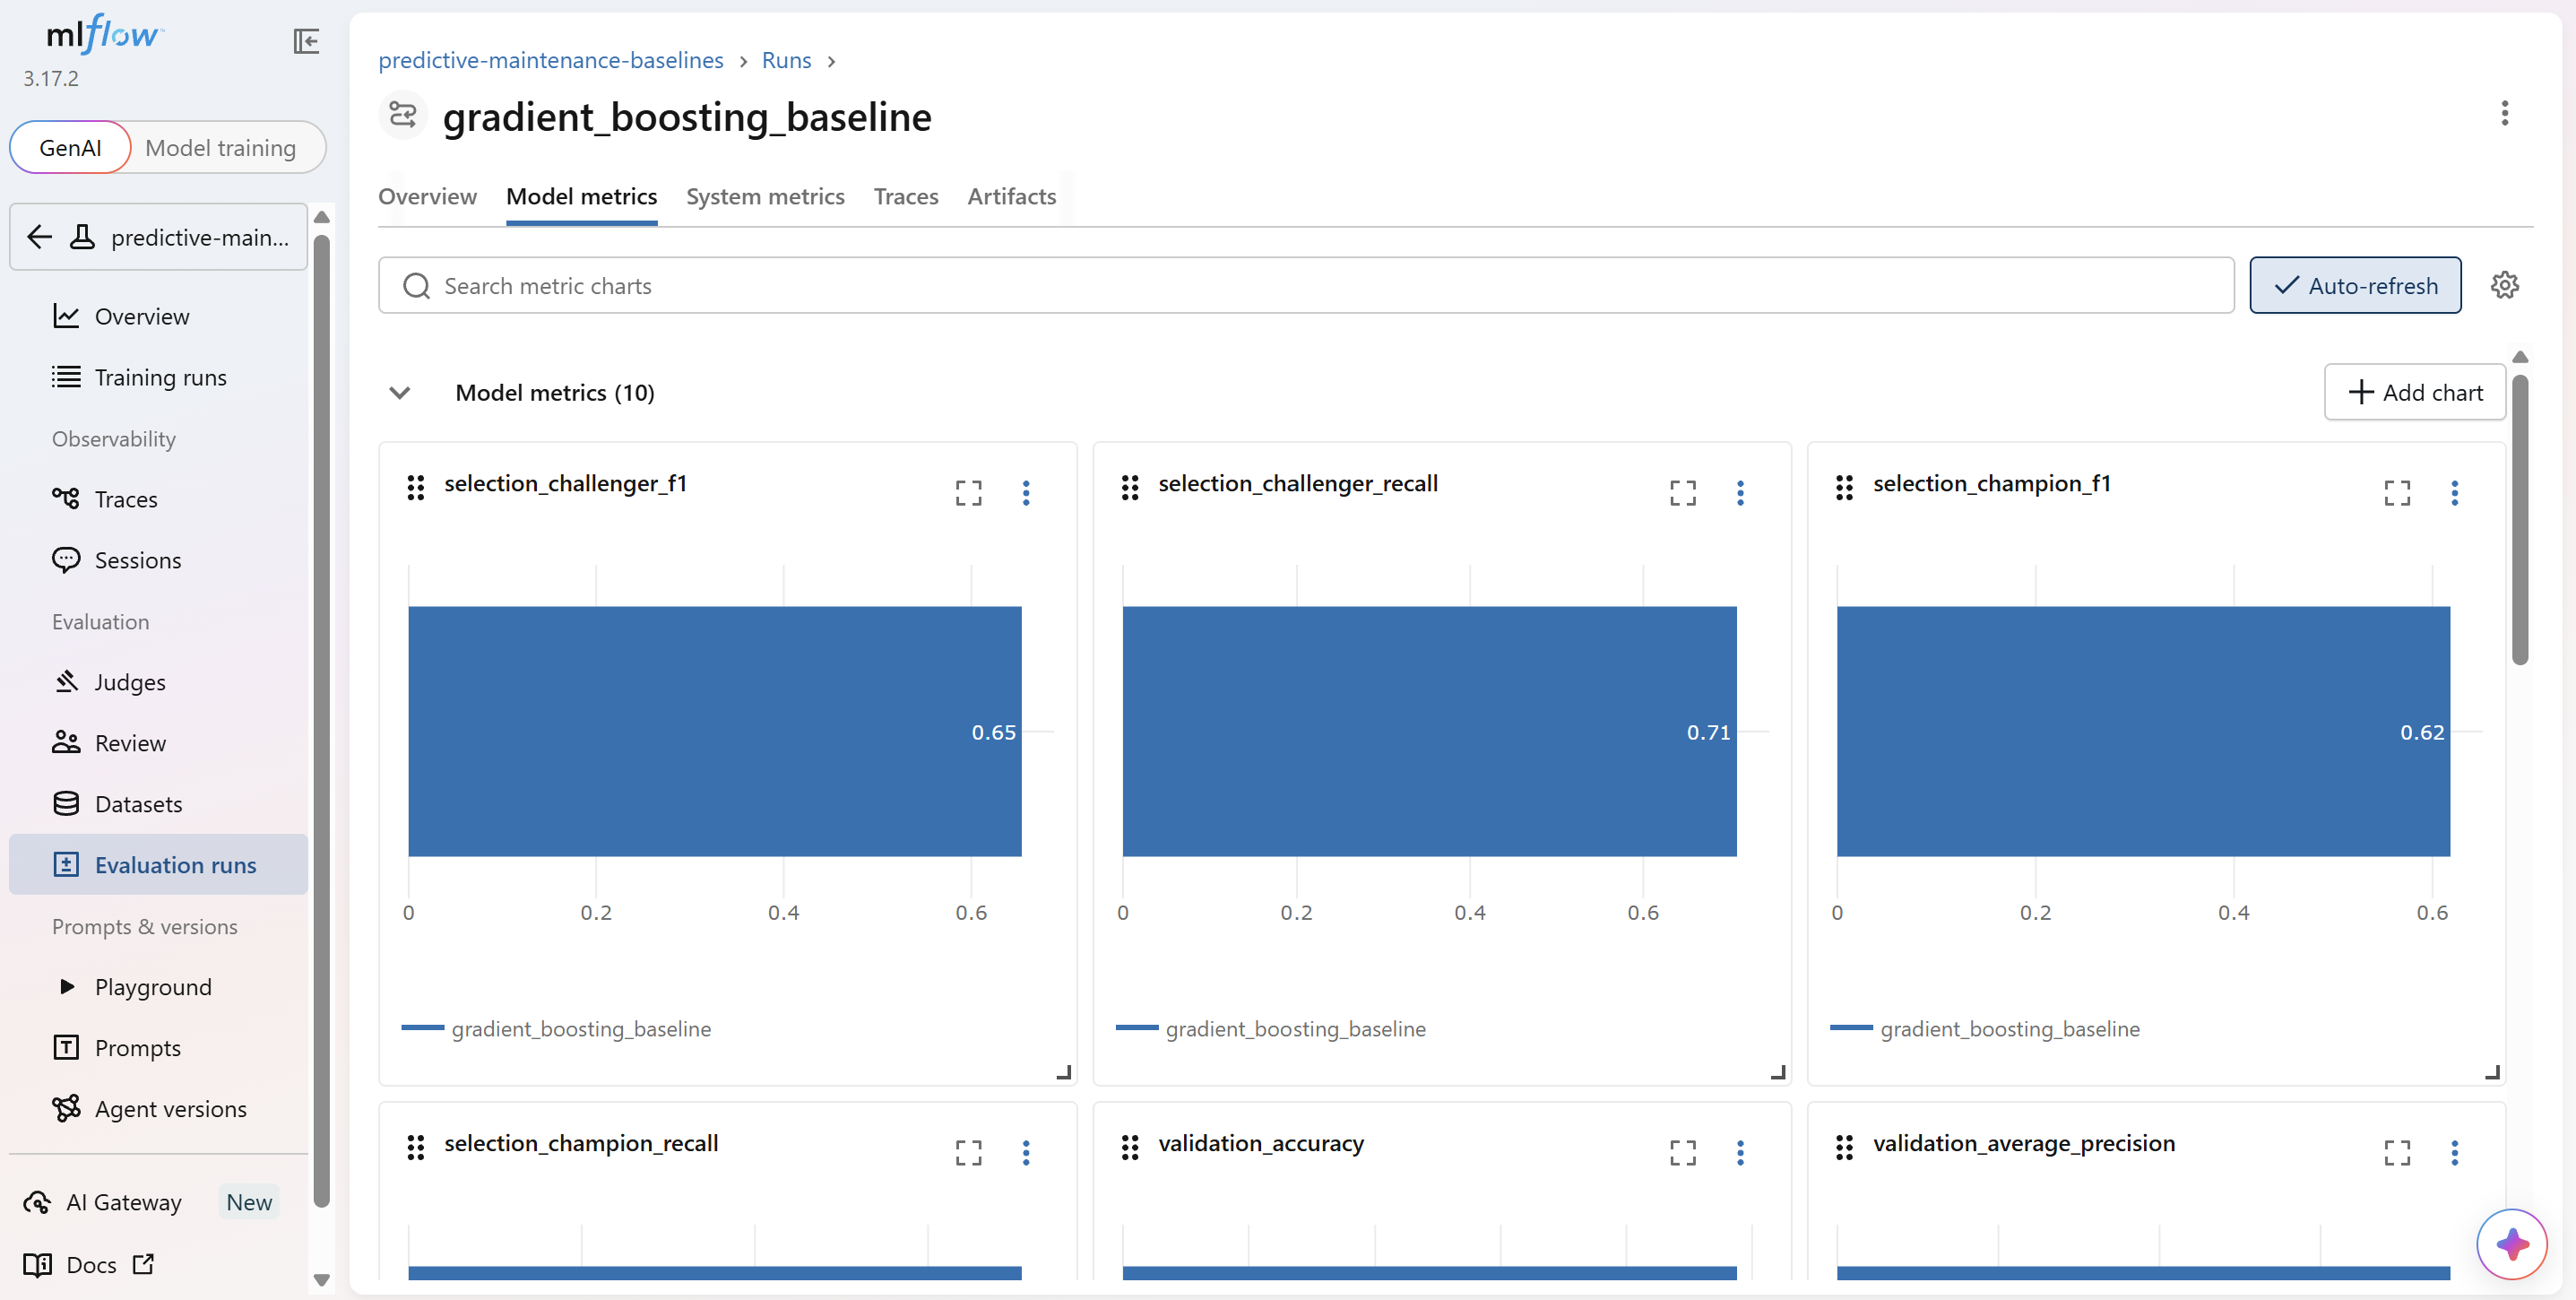 mlflow
3.17.2
GenAI
Model training
predictive-main...
Overview
Training runs
Observability
Traces
Sessions
Evaluation
Judges
Review
Datasets
Evaluation runs
Prompts & versions
Playground
Prompts
Agent versions
AI Gateway New
Docs
predictive-maintenance-baselines > Runs >
gradient_boosting_baseline
Overview Model metrics System metrics Traces Artifacts
Search metric charts
Auto-refresh
Model metrics (10)
Add chart
selection_challenger_f1
0.65
0 0.2 0.4 0.6
gradient_boosting_baseline
selection_challenger_recall
0.71
0 0.2 0.4 0.6
gradient_boosting_baseline
selection_champion_f1
0.62
0 0.2 0.4 0.6
gradient_boosting_baseline
selection_champion_recall
validation_accuracy
validation_average_precision